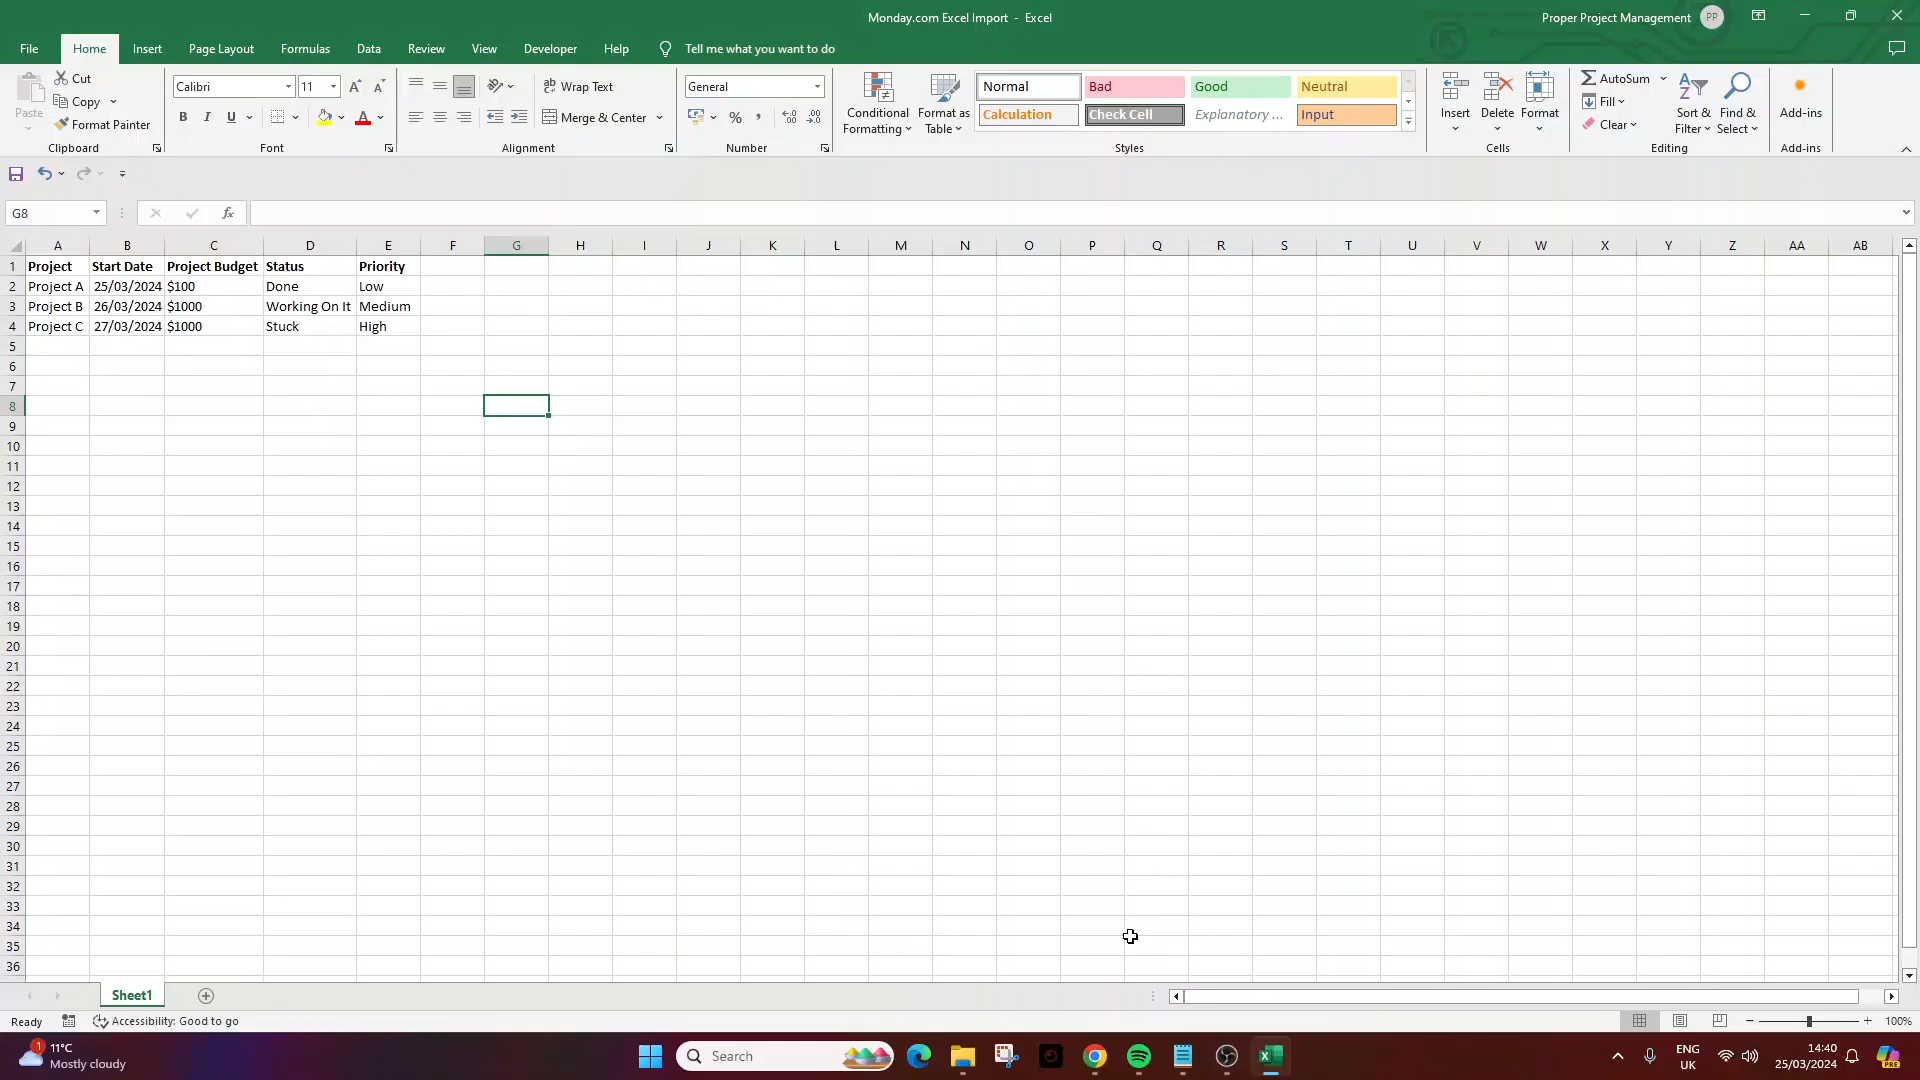 Monday.com Excel Import - Excel
Proper Project Management PP
File Home Insert Page Layout Formulas Data Review View Developer Help Tell me what you want to do
Paste Cut Copy Format Painter
Calibri 11
B I U
Wrap Text
Merge & Center
General
Conditional Formatting
Format as Table
Normal Bad Good Neutral
Calculation Check Cell Explanatory ... Input
Insert Delete Format
AutoSum
Fill
Clear
Sort & Filter
Find & Select
Add-ins
Clipboard Font Alignment Number Styles Cells Editing Add-ins
G8 fx
A B C D E F G H I J K L M N O P Q R S T U V W X Y Z AA AB
1 Project Start Date Project Budget Status Priority
2 Project A 25/03/2024 $100 Done Low
3 Project B 26/03/2024 $1000 Working On It Medium
4 Project C 27/03/2024 $1000 Stuck High
5
6
7
8
9
10
11
12
13
14
15
16
17
18
19
20
21
22
23
24
25
26
27
28
29
30
31
32
33
34
35
36
Sheet1
Ready Accessibility: Good to go 100%
1 11°C
Mostly cloudy
Search
ENG
UK
14:40
25/03/2024
PRE